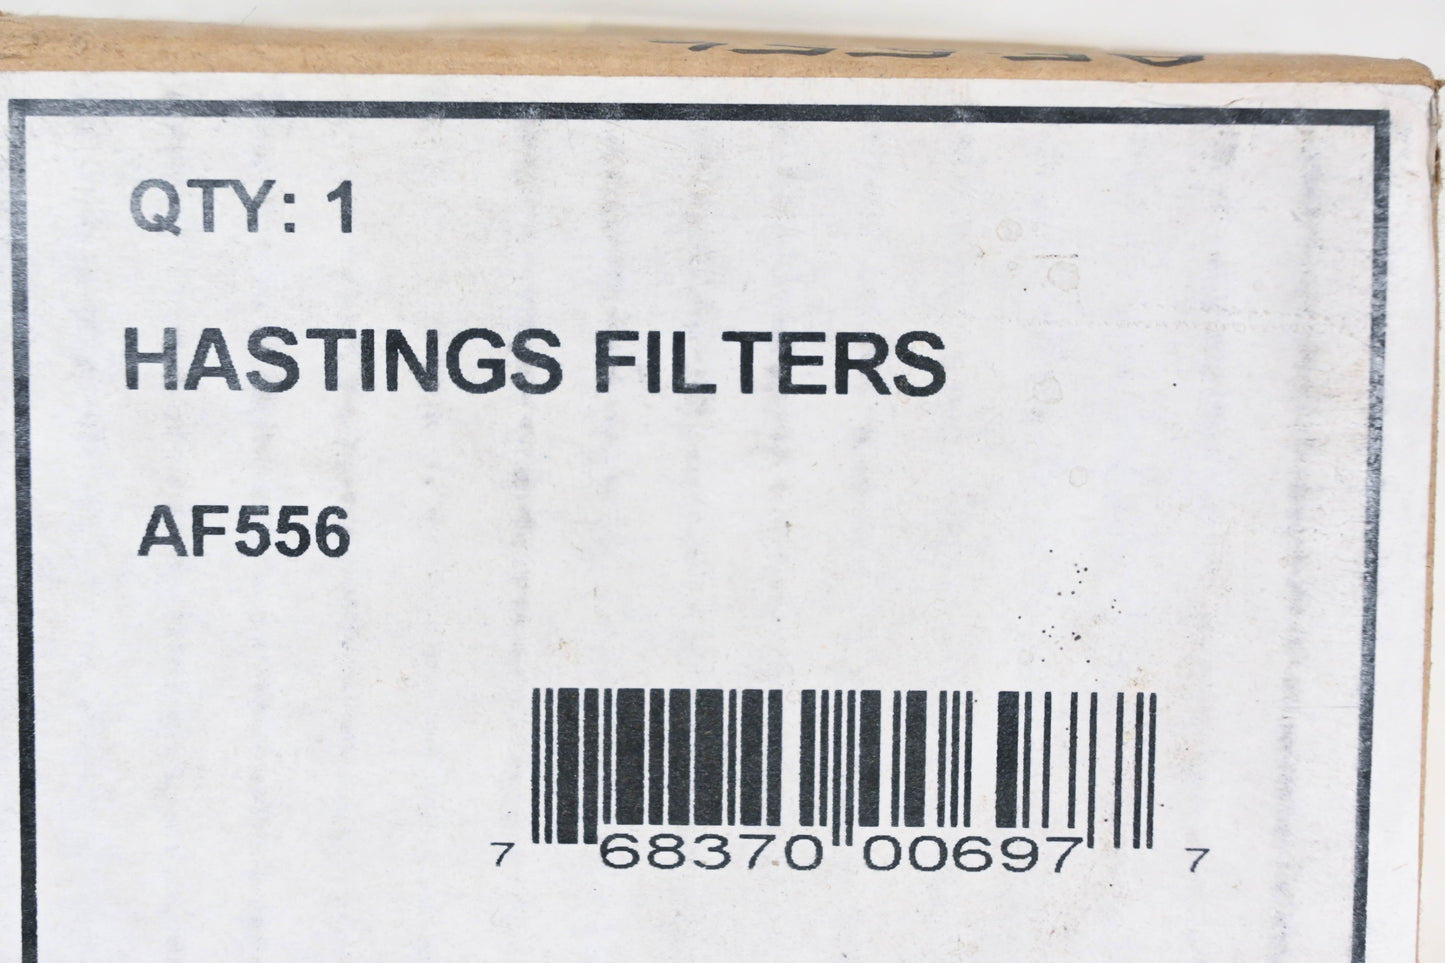 QTY: 1
HASTINGS FILTERS
AF556
7 68370 00697 7